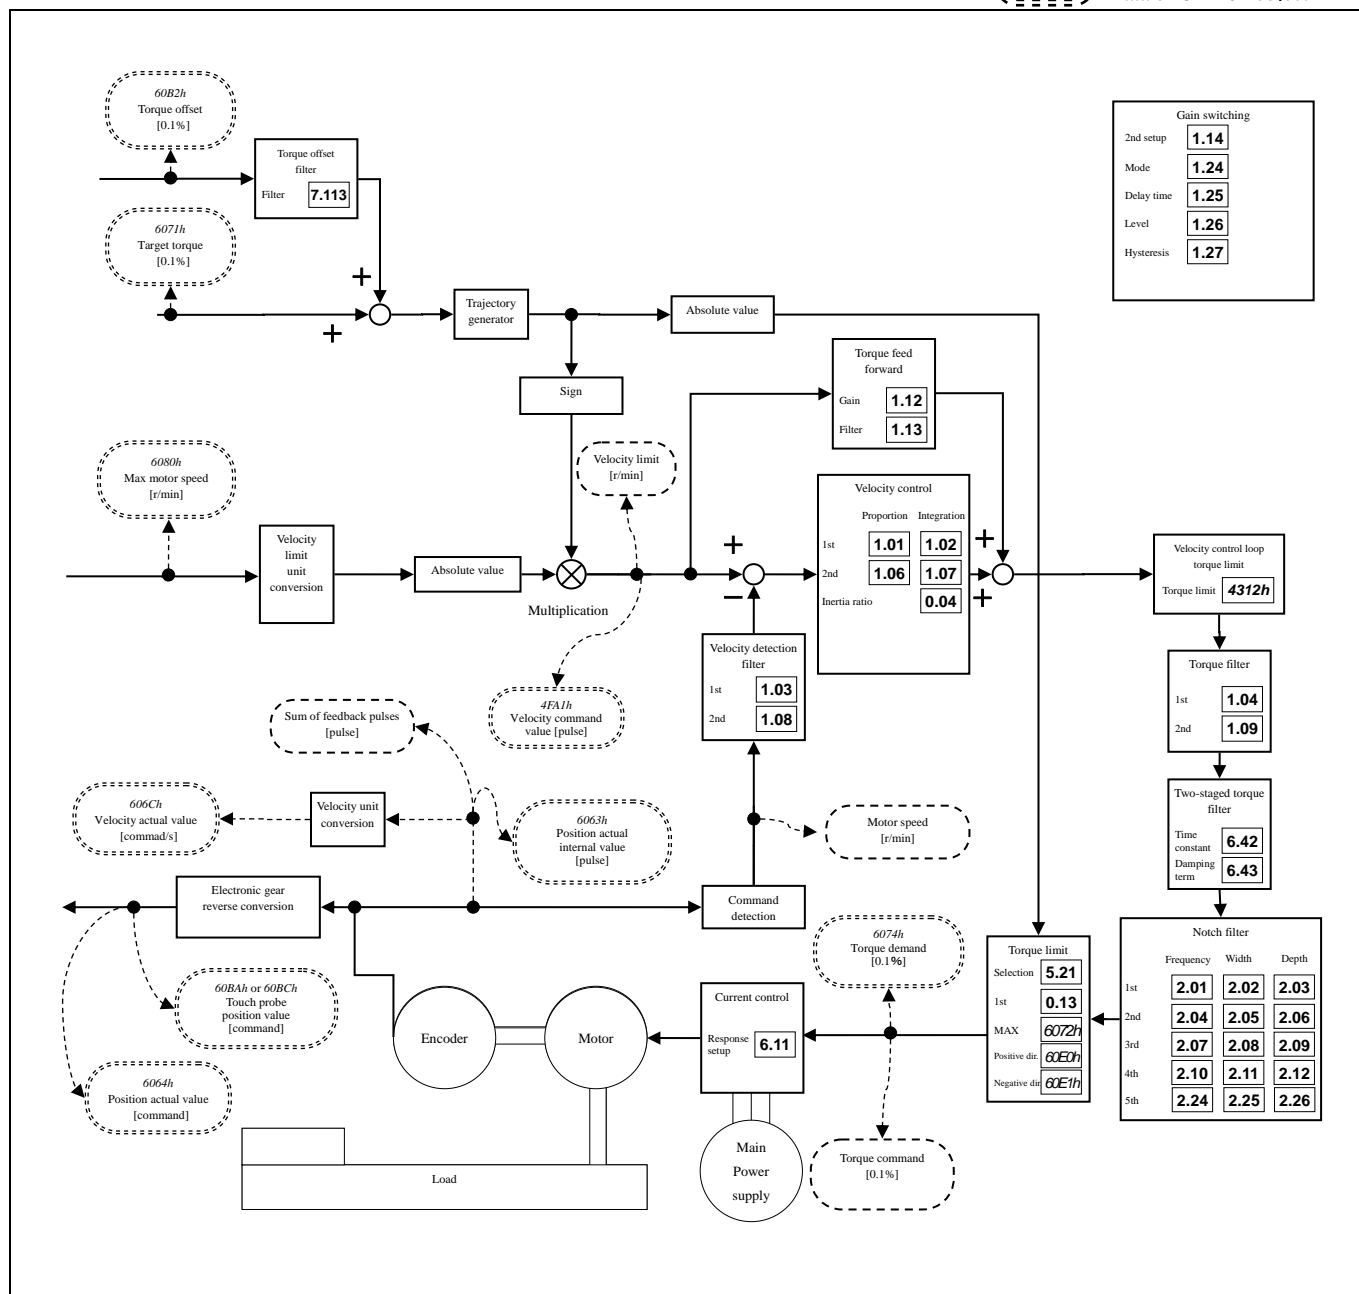 60B2h
Torque offset
[0.1%]
Torque offset
filter
Filter 7.113
6071h
Target torque
[0.1%]
+
+
Trajectory
generator
Absolute value
Sign
Gain switching
2nd setup 1.14
Mode 1.24
Delay time 1.25
Level 1.26
Hysteresis 1.27
Torque feed
forward
Gain 1.12
Filter 1.13
6080h
Max motor speed
[r/min]
Velocity limit
[r/min]
Velocity
limit
unit
conversion
Absolute value
Multiplication
+
−
Velocity control
Proportion Integration
1st 1.01 1.02
2nd 1.06 1.07
Inertia ratio 0.04
+
+
Velocity control loop
torque limit
Torque limit 4312h
Velocity detection
filter
1st 1.03
2nd 1.08
Torque filter
1st 1.04
2nd 1.09
4FA1h
Velocity command
value [pulse]
Sum of feedback pulses
[pulse]
606Ch
Velocity actual value
[commad/s]
Velocity unit
conversion
6063h
Position actual
internal value
[pulse]
Motor speed
[r/min]
Two-staged torque
filter
Time
constant 6.42
Damping
term 6.43
Electronic gear
reverse conversion
Command
detection
6074h
Torque demand
[0.1%]
Torque limit
Selection 5.21
1st 0.13
MAX 6072h
Positive dir. 60E0h
Negative dir 60E1h
Notch filter
Frequency Width Depth
1st 2.01 2.02 2.03
2nd 2.04 2.05 2.06
3rd 2.07 2.08 2.09
4th 2.10 2.11 2.12
5th 2.24 2.25 2.26
60BAh or 60BCh
Touch probe
position value
[command]
Encoder
Motor
Current control
Response
setup 6.11
6064h
Position actual value
[command]
Main
Power
supply
Torque command
[0.1%]
Load